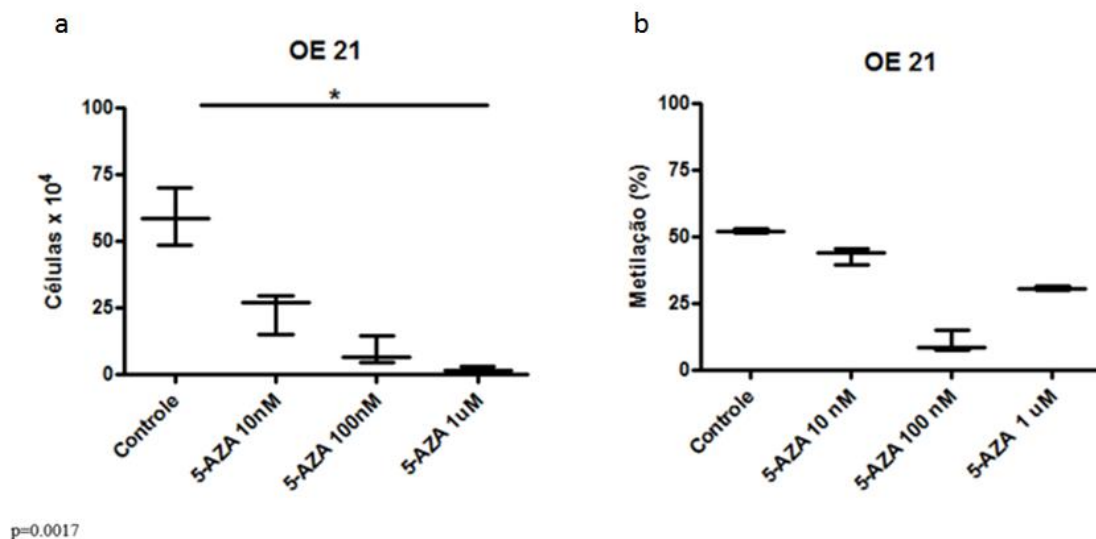 a
OE 21
*
100
75
50
25
0
Células x 10⁴
Controle
5-AZA 10nM
5-AZA 100nM
5-AZA 1uM
p=0.0017
b
OE 21
100
75
50
25
0
Metilação (%)
Controle
5-AZA 10 nM
5-AZA 100 nM
5-AZA 1 uM